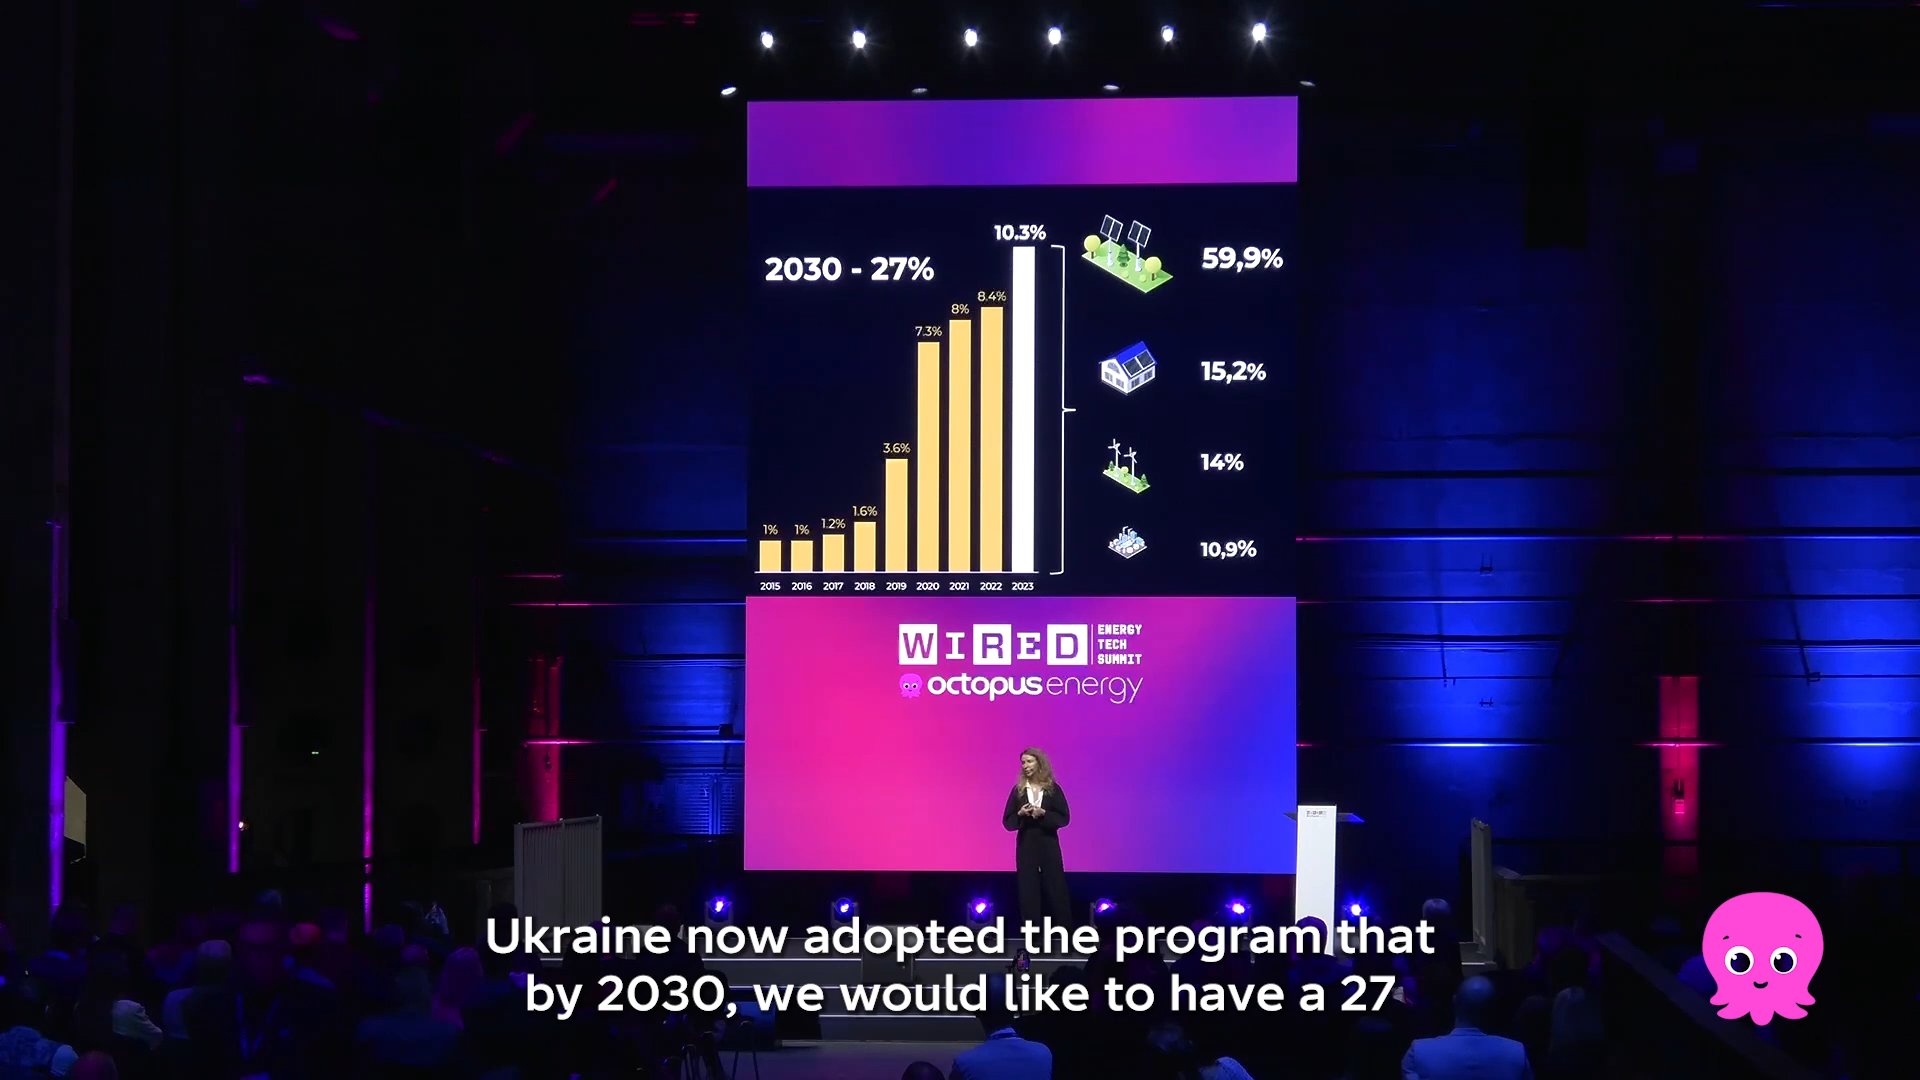 2030 - 27%
10.3%
8.4%
8%
7.3%
3.6%
1.6%
1.2%
1%
1%
2015 2016 2017 2018 2019 2020 2021 2022 2023
59,9%
15,2%
14%
10,9%
WIRED
ENERGY
TECH
SUMMIT
octopus energy
Ukraine now adopted the program that
by 2030, we would like to have a 27